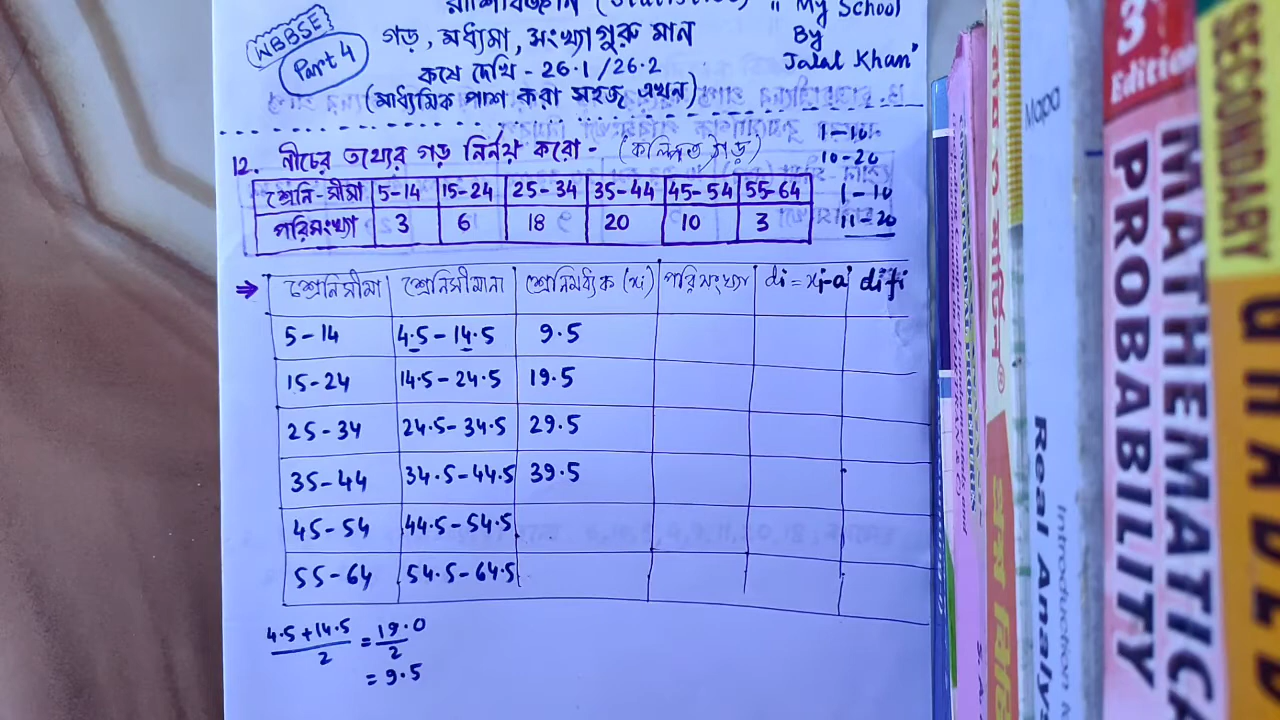 রাশিবিজ্ঞান (Statistics) " My School
WBBSE
Part 4
গড়, মধ্যমা, সংখ্যাগুরু মান By
কষে দেখি - 26.1/26.2 Jalal Khan"
(মাধ্যমিক পাশ করা সহজ এখন)
12. নীচের তথ্যের গড় নির্নয় করো - (কল্পিত গড়)
1-10
10-20
1-10
11-20
শ্রেনি-সীমা 5-14 15-24 25-34 35-44 45-54 55-64
পরিসংখ্যা 3 6 18 20 10 3
⇒ শ্রেনিসীমা শ্রেনিসীমানা শ্রেনিমধ্যক (xi) পরিসংখ্যা di = xi-a difi
5-14 4.5-14.5 9.5
15-24 14.5-24.5 19.5
25-34 24.5-34.5 29.5
35-44 34.5-44.5 39.5
45-54 44.5-54.5
55-64 54.5-64.5
4.5+14.5/2 = 19.0/2
= 9.5
3rd Edition
MATHEMATICA
PROBABILITY
SECONDARY
Mapa
Real Analys
Introduction